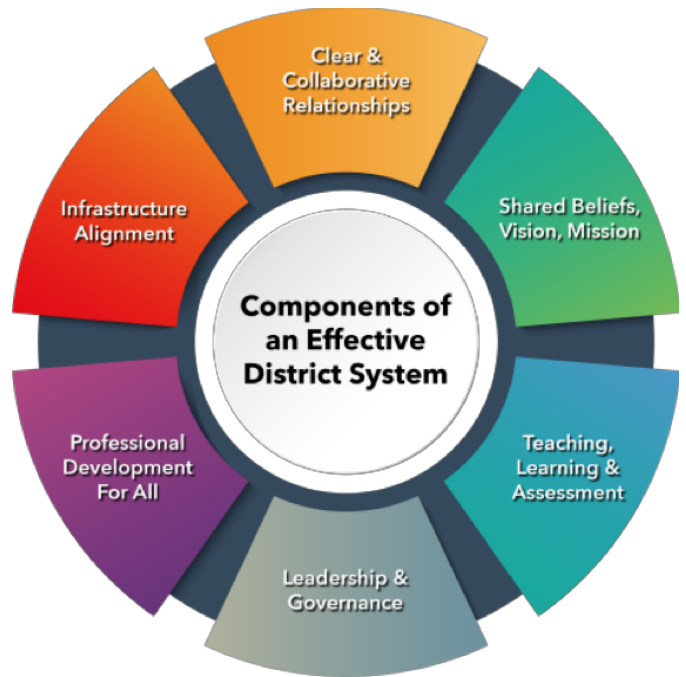 Clear &
Collaborative
Relationships
Shared Beliefs,
Vision, Mission
Teaching,
Learning &
Assessment
Leadership &
Governance
Professional
Development
For All
Infrastructure
Alignment
Components of
an Effective
District System